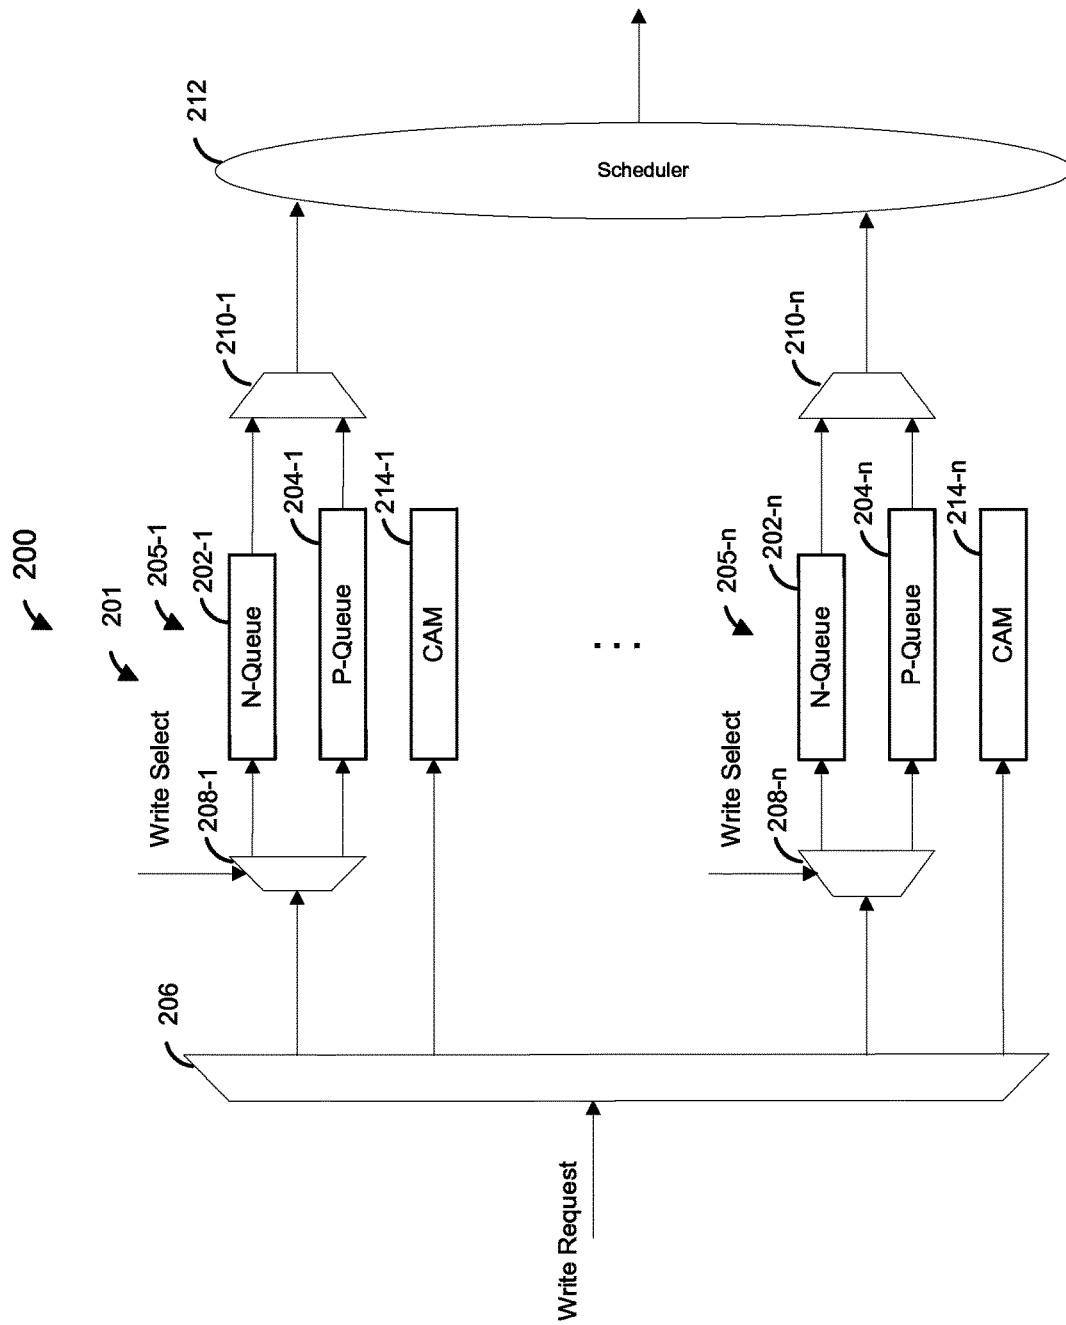 200
201
205-1
Write Select
208-1
202-1
N-Queue
204-1
P-Queue
214-1
CAM
210-1
212
Scheduler
206
Write Request
. . .
205-n
Write Select
208-n
202-n
N-Queue
204-n
P-Queue
214-n
CAM
210-n